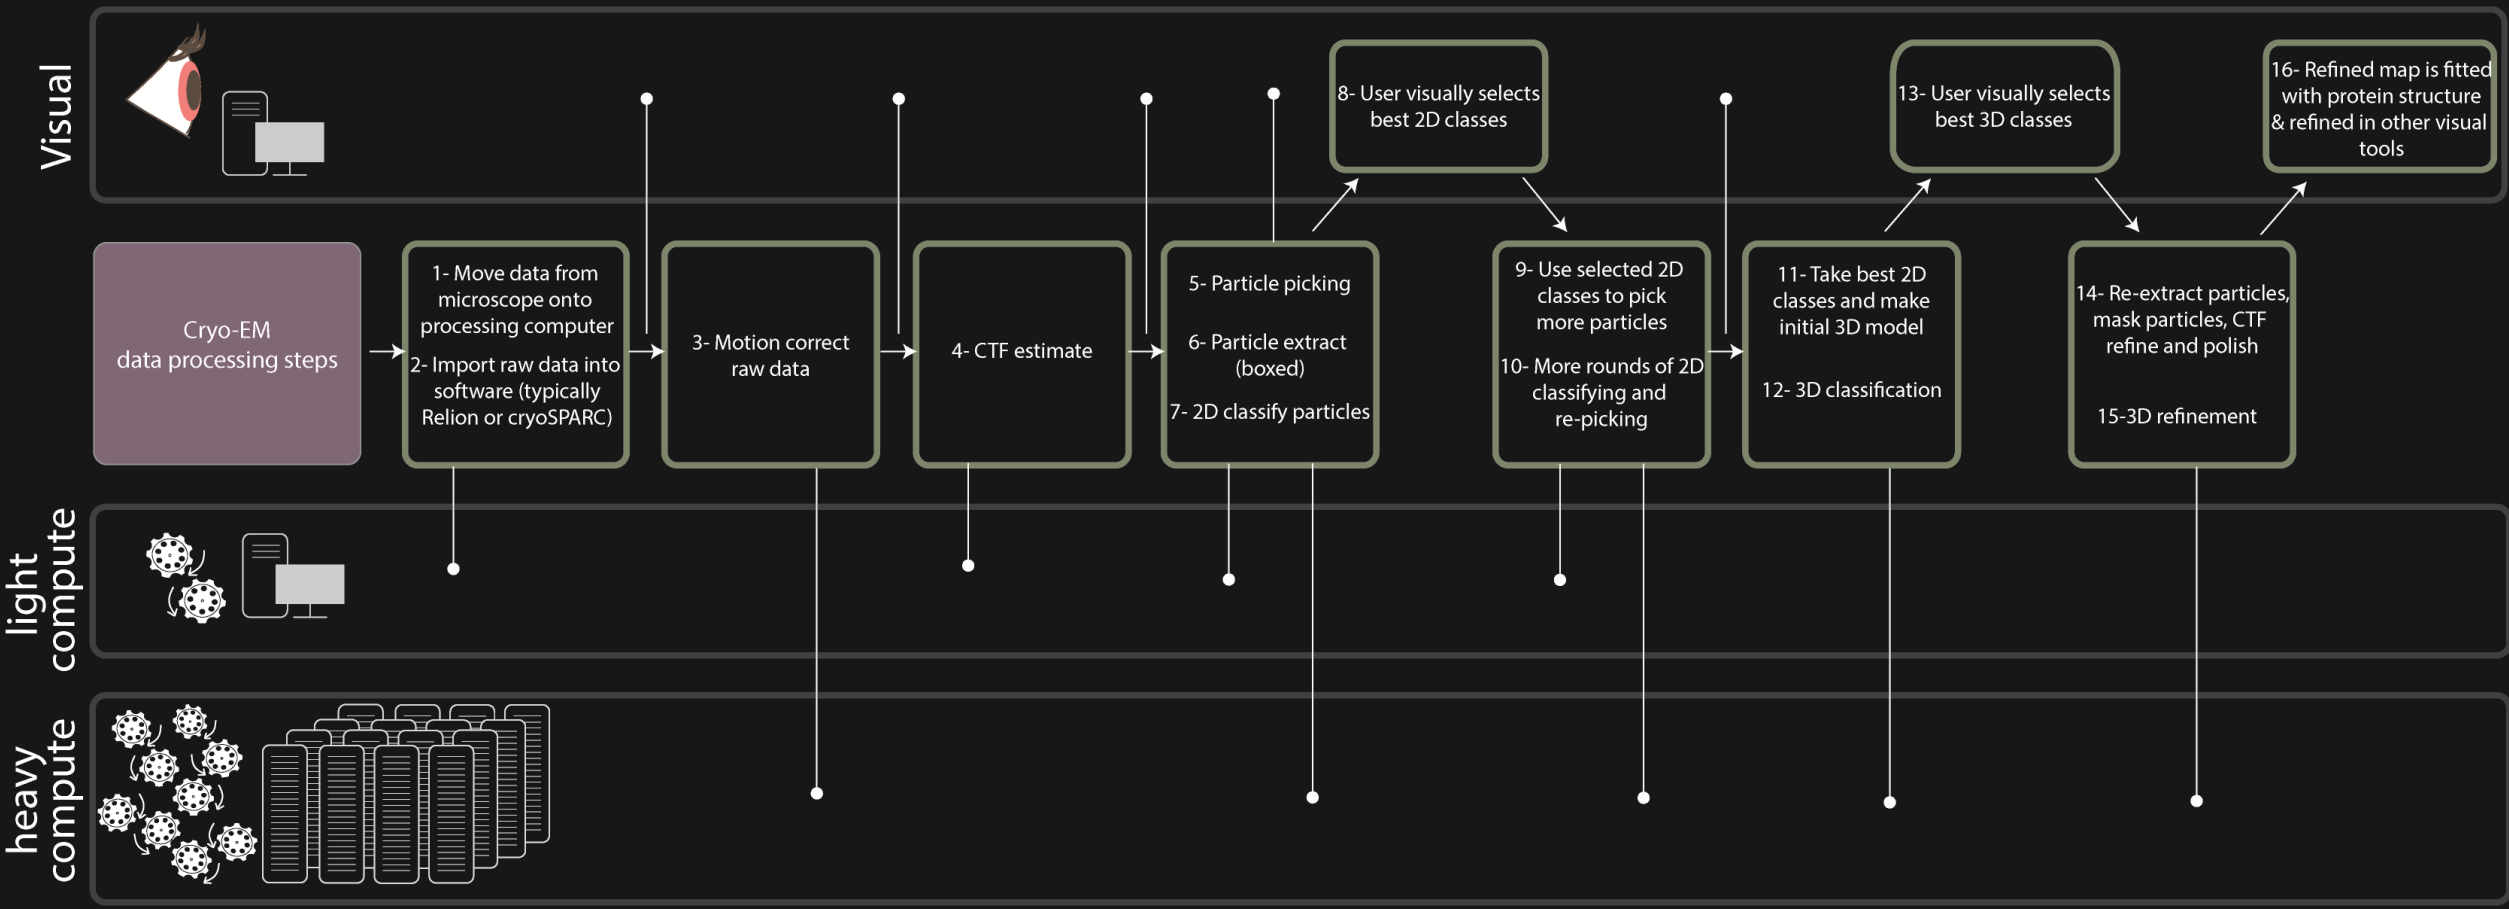 Visual
8- User visually selects
best 2D classes
13- User visually selects
best 3D classes
16- Refined map is fitted
with protein structure
& refined in other visual
tools
Cryo-EM
data processing steps
1- Move data from
microscope onto
processing computer
2- Import raw data into
software (typically
Relion or cryoSPARC)
3- Motion correct
raw data
4- CTF estimate
5- Particle picking
6- Particle extract
(boxed)
7- 2D classify particles
9- Use selected 2D
classes to pick
more particles
10- More rounds of 2D
classifying and
re-picking
11- Take best 2D
classes and make
initial 3D model
12- 3D classification
14- Re-extract particles,
mask particles, CTF
refine and polish
15-3D refinement
light
compute
heavy
compute